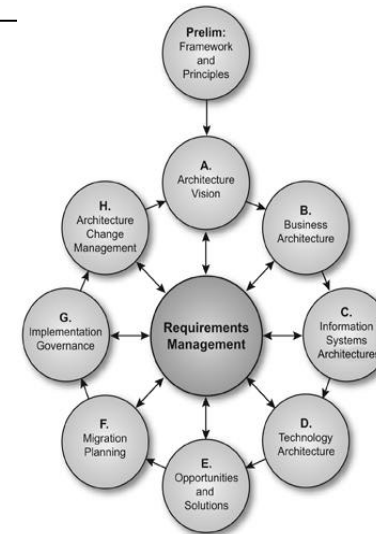 Prelim:
Framework
and
Principles
A.
Architecture
Vision
H.
Architecture
Change
Management
B.
Business
Architecture
G.
Implementation
Governance
Requirements
Management
C.
Information
Systems
Architectures
F.
Migration
Planning
D.
Technology
Architecture
E.
Opportunities
and
Solutions